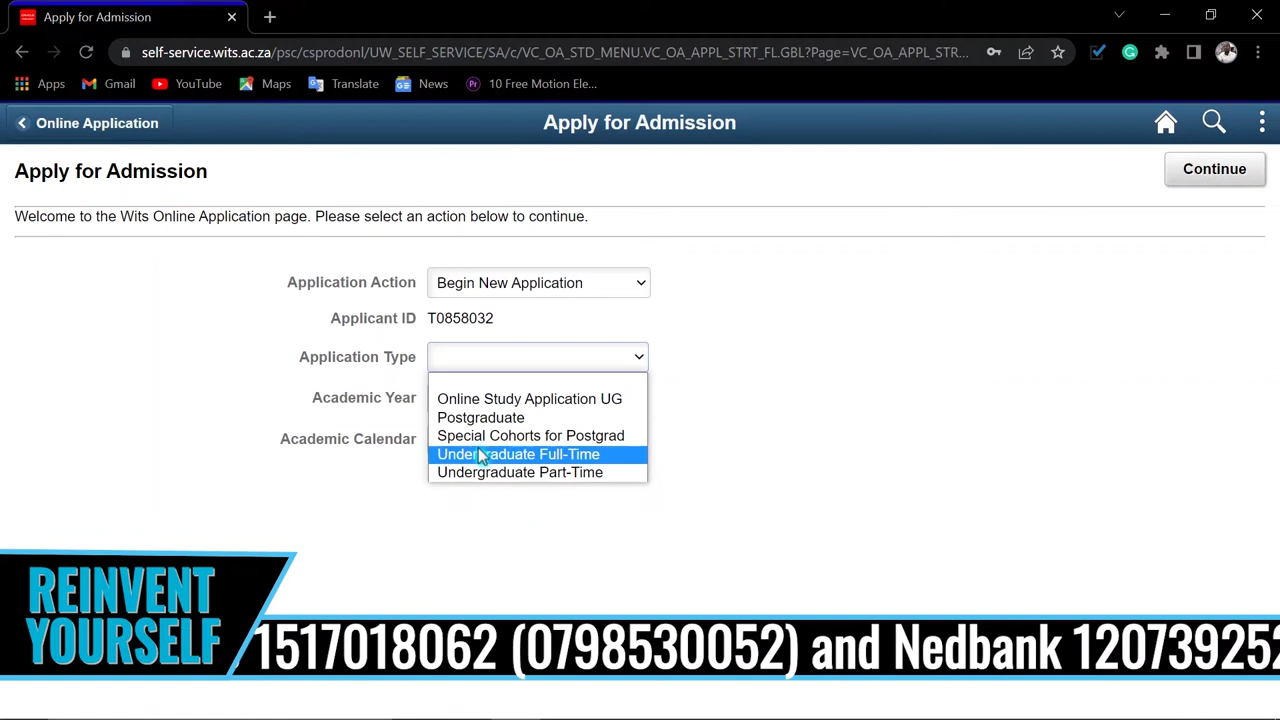 Apply for Admission
self-service.wits.ac.za/psc/csprodonl/UW_SELF_SERVICE/SA/c/VC_OA_STD_MENU.VC_OA_APPL_STRT_FL.GBL?Page=VC_OA_APPL_STR...
Apps
Gmail
YouTube
Maps
Translate
News
Pr 10 Free Motion Ele...
Online Application
Apply for Admission
Apply for Admission
Continue
Welcome to the Wits Online Application page. Please select an action below to continue.
Application Action Begin New Application
Applicant ID T0858032
Application Type
Academic Year
Academic Calendar
Online Study Application UG
Postgraduate
Special Cohorts for Postgrad
Undergraduate Full-Time
Undergraduate Part-Time
REINVENT
YOURSELF
1517018062 (0798530052) and Nedbank 120739252